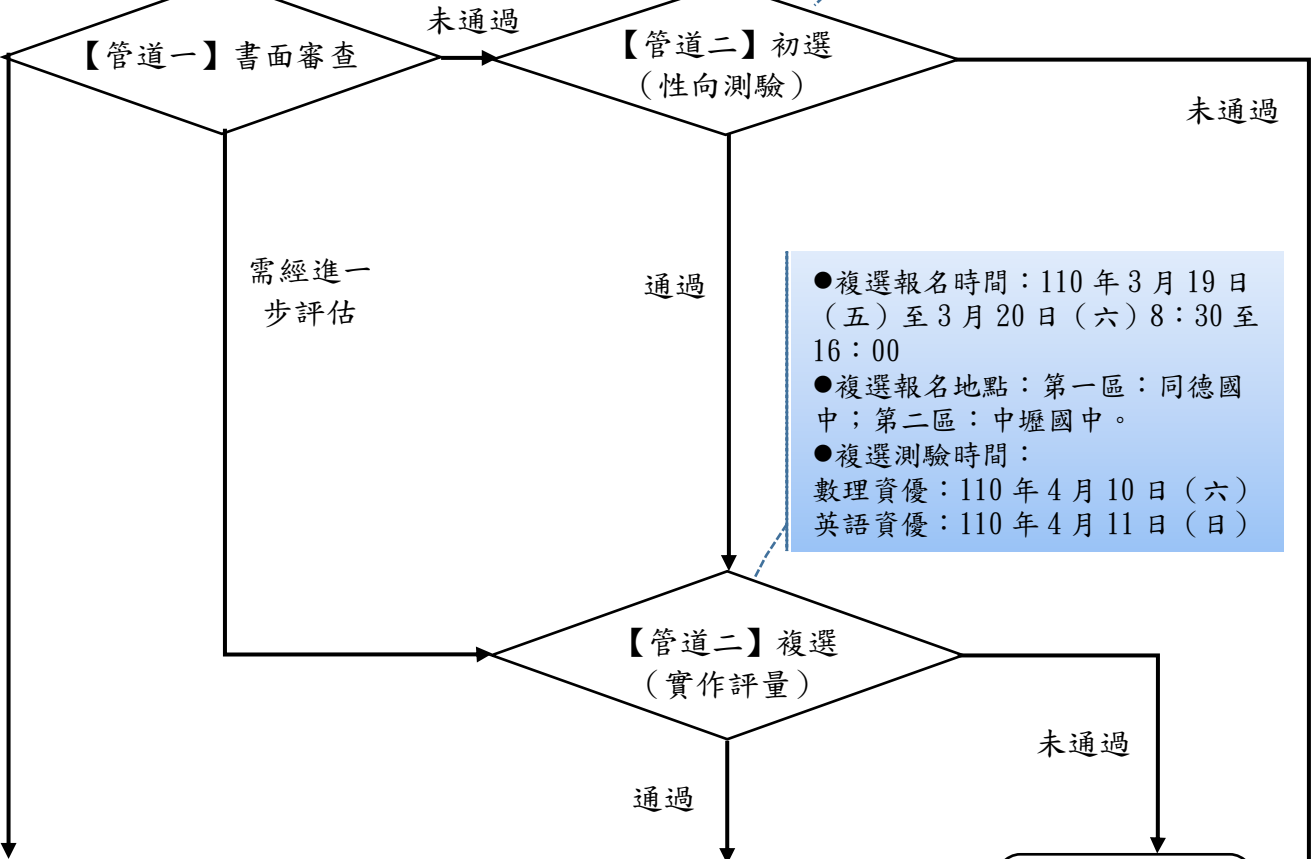 未通過
【管道一】書面審查
【管道二】初選
（性向測驗）
未通過
需經進一
步評估
通過
●複選報名時間：110 年 3 月 19 日
（五）至 3 月 20 日（六）8：30 至
16：00
●複選報名地點：第一區：同德國
中；第二區：中壢國中。
●複選測驗時間：
數理資優：110 年 4 月 10 日（六）
英語資優：110 年 4 月 11 日（日）
【管道二】複選
（實作評量）
未通過
通過